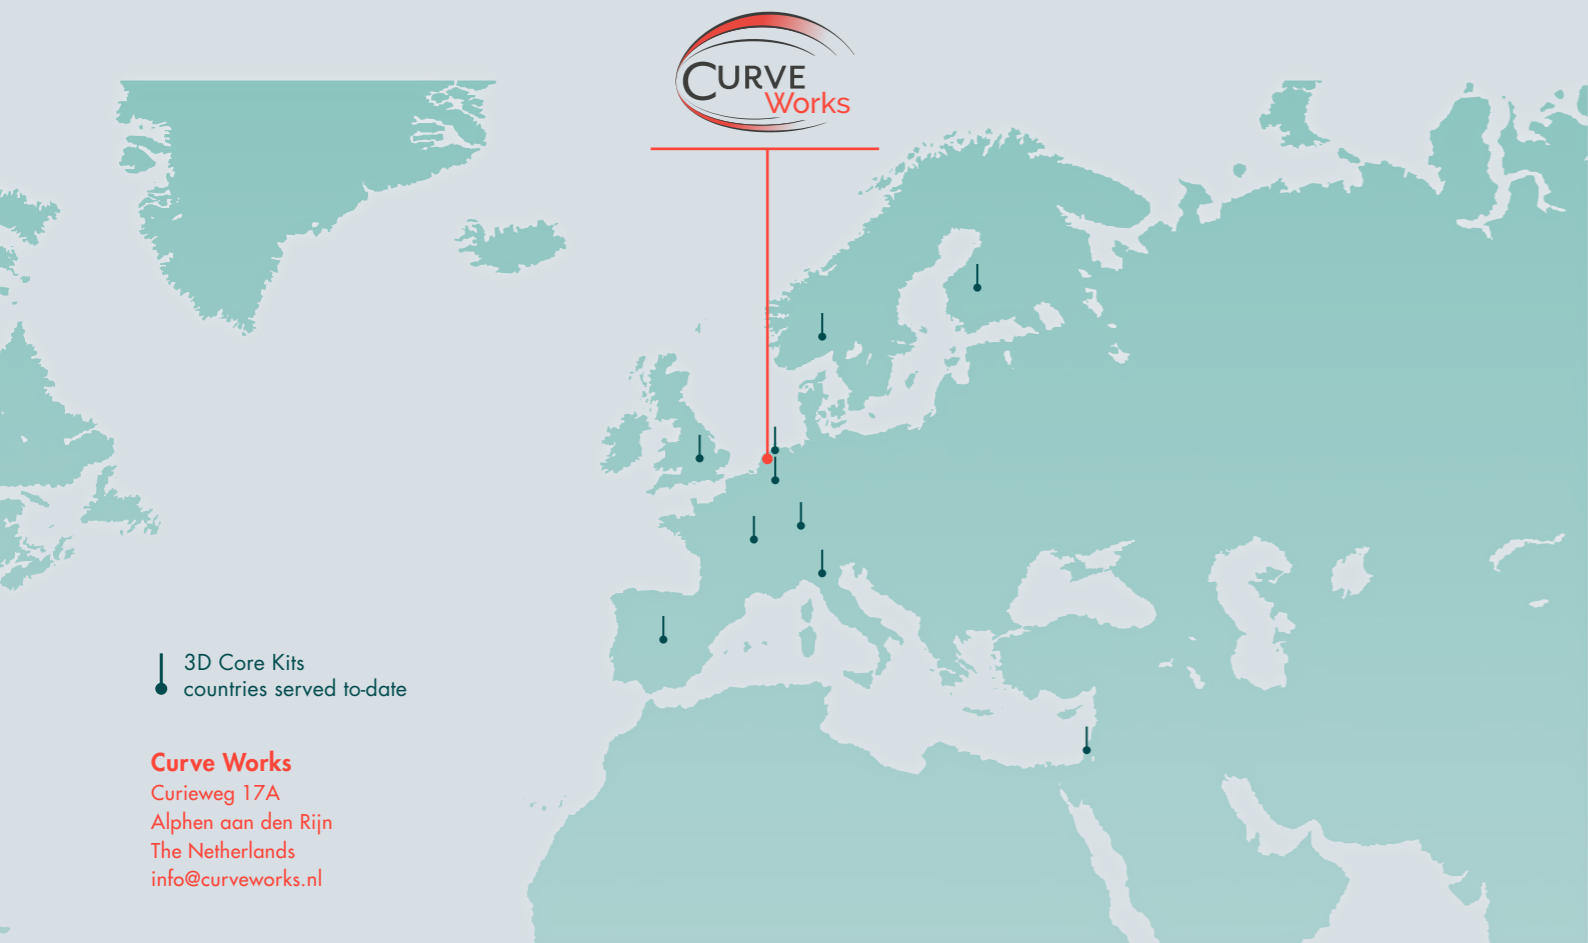 CURVE
Works
3D Core Kits
countries served to-date
Curve Works
Curieweg 17A
Alphen aan den Rijn
The Netherlands
info@curveworks.nl